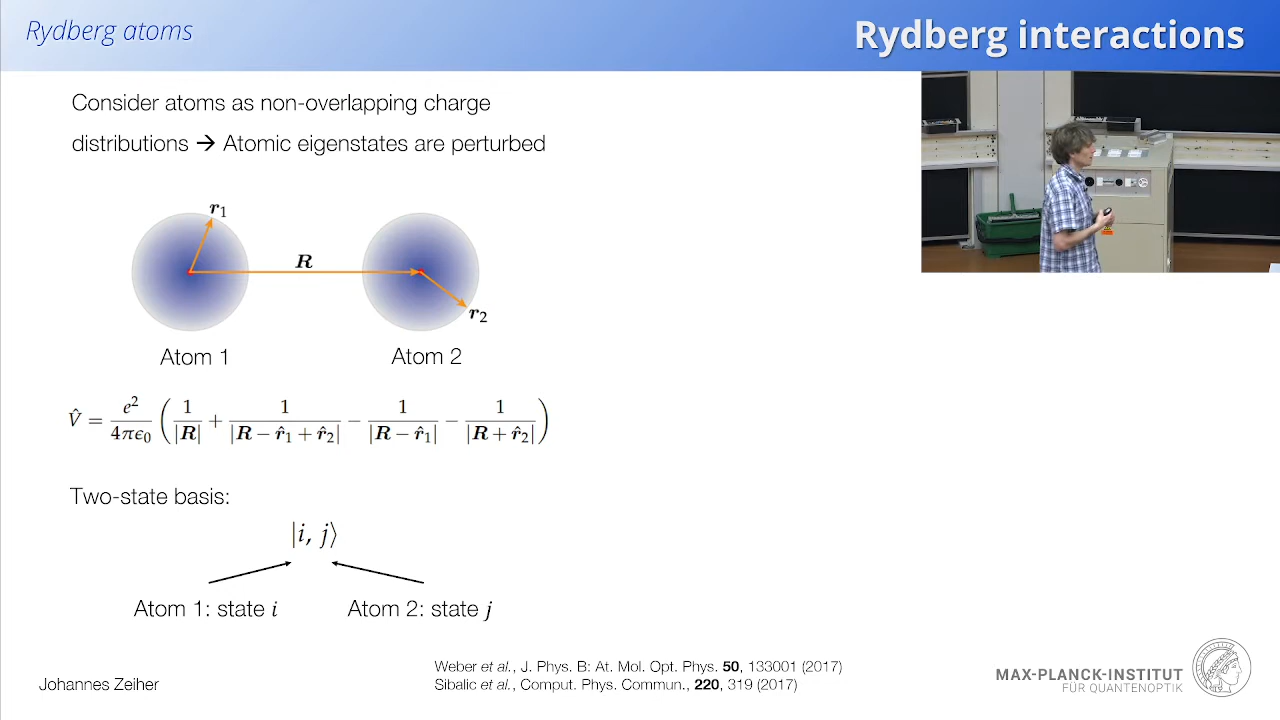 Rydberg atoms
Rydberg interactions
Consider atoms as non-overlapping charge
distributions → Atomic eigenstates are perturbed
r₁
R
r₂
Atom 1
Atom 2
V̂ = e²/4πϵ₀ ( 1/|R| + 1/|R − r̂₁ + r̂₂| − 1/|R − r̂₁| − 1/|R + r̂₂| )
Two-state basis:
|i, j⟩
Atom 1: state i
Atom 2: state j
Weber et al., J. Phys. B: At. Mol. Opt. Phys. 50, 133001 (2017)
Sibalic et al., Comput. Phys. Commun., 220, 319 (2017)
Johannes Zeiher
MAX-PLANCK-INSTITUT
FÜR QUANTENOPTIK